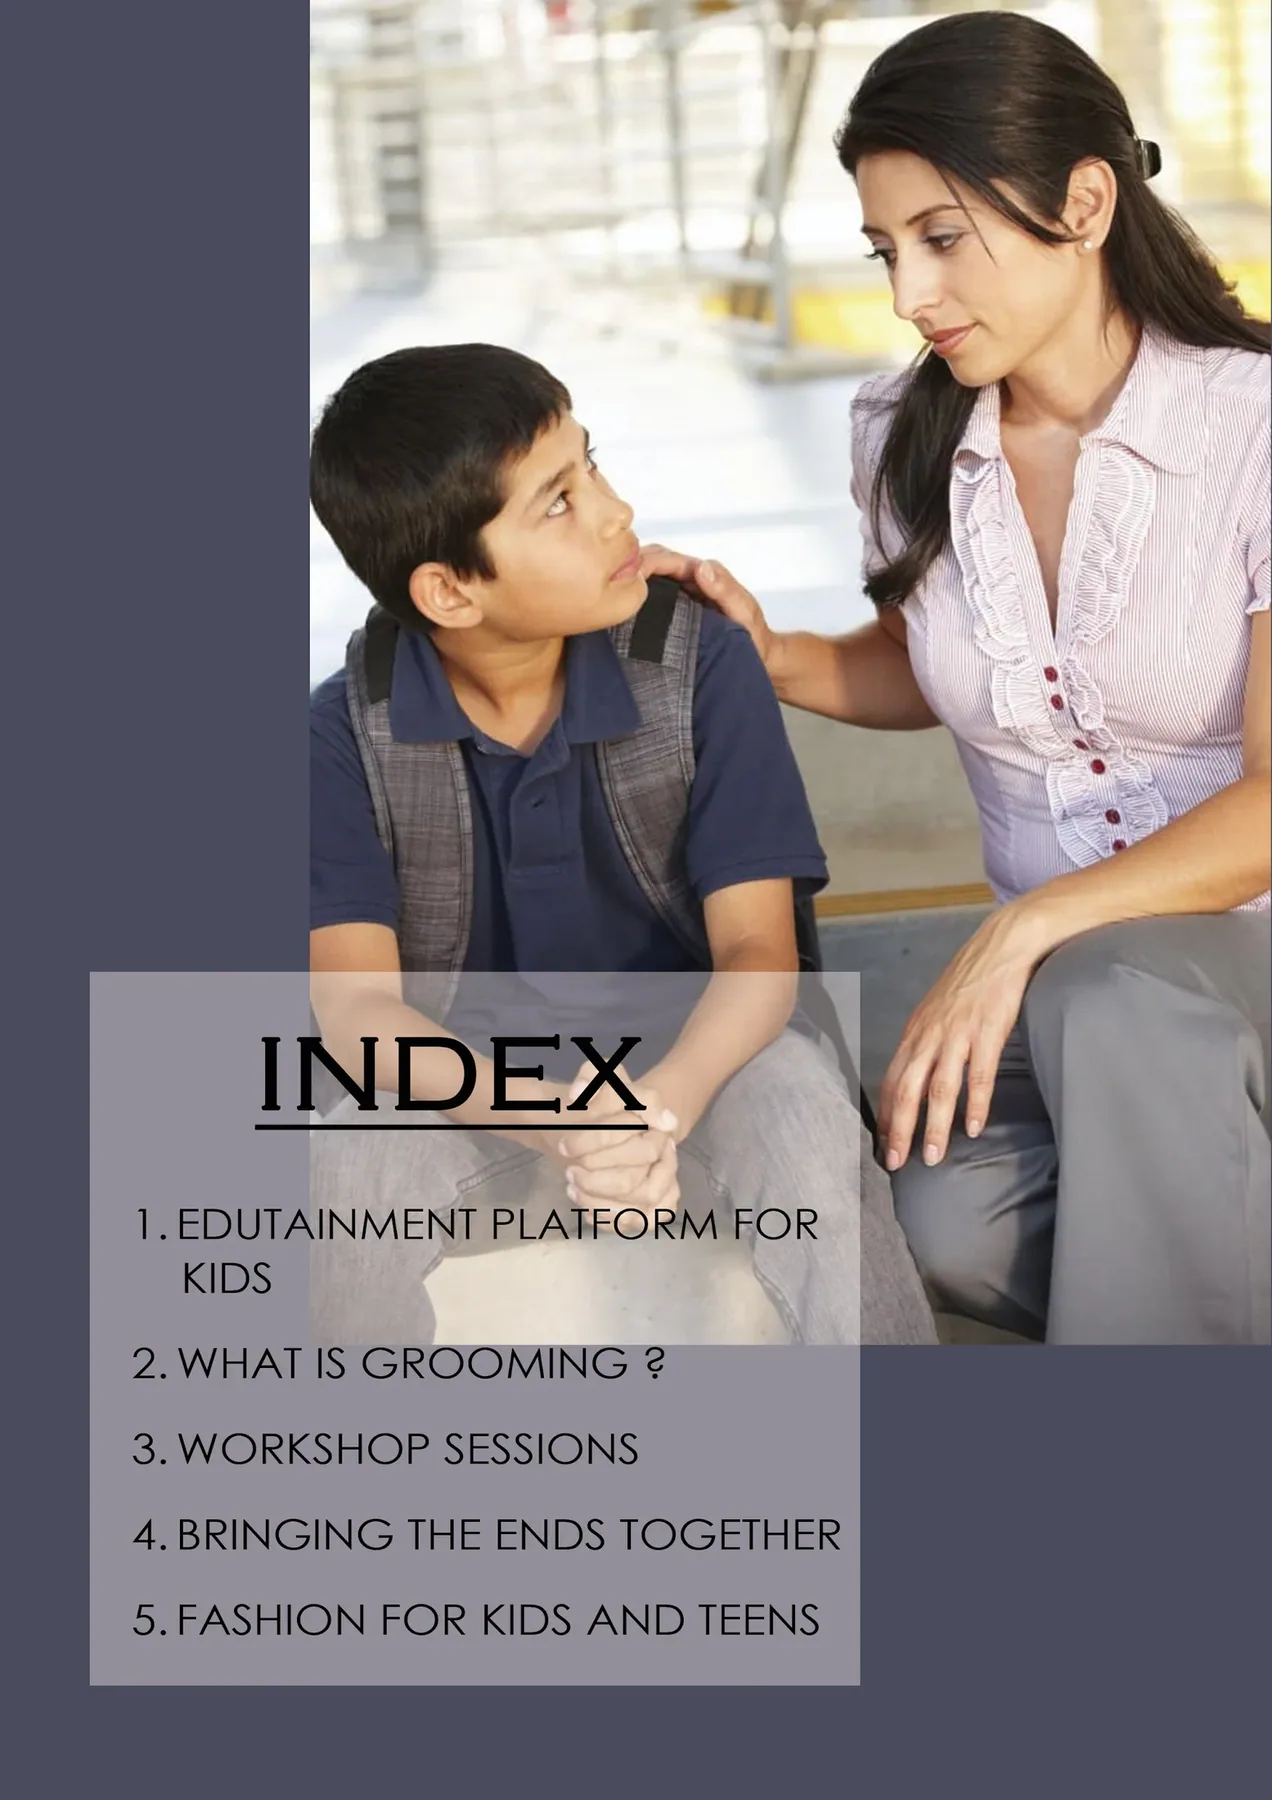 INDEX
1. EDUTAINMENT PLATFORM FOR
KIDS
2. WHAT IS GROOMING ?
3. WORKSHOP SESSIONS
4. BRINGING THE ENDS TOGETHER
5. FASHION FOR KIDS AND TEENS